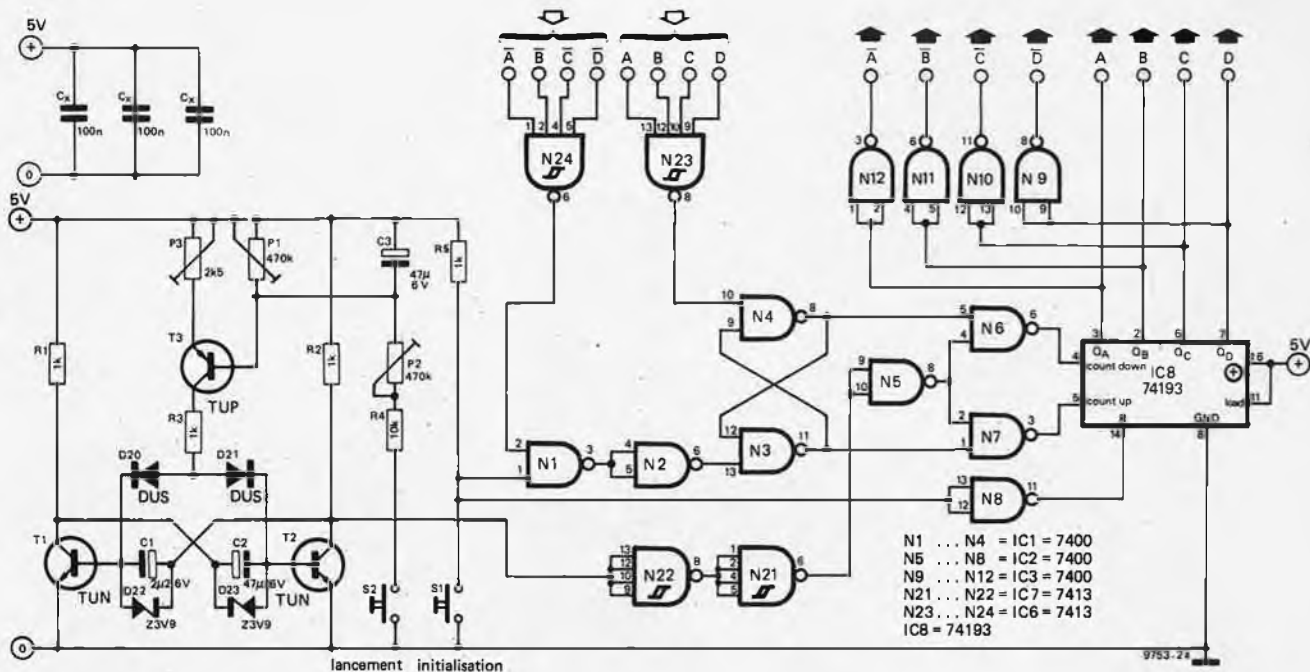 5V
Cx
100n
Cx
100n
Cx
100n
0
A B C D A B C D
1 2 4 5
N24
6
13 12 10 9
N23
8
A B C D A B C D
3 6 11 8
N12 N11 N10 N9
1 2 4 5 12 13 10 9
5V
P3
2k5
P1
470k
C3
47µ
6V
R5
1k
R1
1k
T3
TUP
R2
1k
P2
470k
R3
1k
R4
10k
D20
DUS
D21
DUS
T1
TUN
C1
2µ2/6V
C2
47µ/6V
T2
TUN
D22
Z3V9
D23
Z3V9
S2
S1
0
lancement initialisation
10
9
N4
8
5
4
N6
6
9
10
N5
8
2
1
N1
3
4
5
N2
6
12
13
N3
11
2
1
N7
3
13
12
N8
11
13
12
10
9
N22
8
1
2
4
5
N21
6
3 2 6 7
QA QB QC QD
4
count down
IC8
74193
5
count up
16
load
11
R
GND
14
8
5V
N1 ... N4 = IC1 = 7400
N5 ... N8 = IC2 = 7400
N9 ... N12 = IC3 = 7400
N21 ... N22 = IC7 = 7413
N23 ... N24 = IC6 = 7413
IC8 = 74193
9753-2a